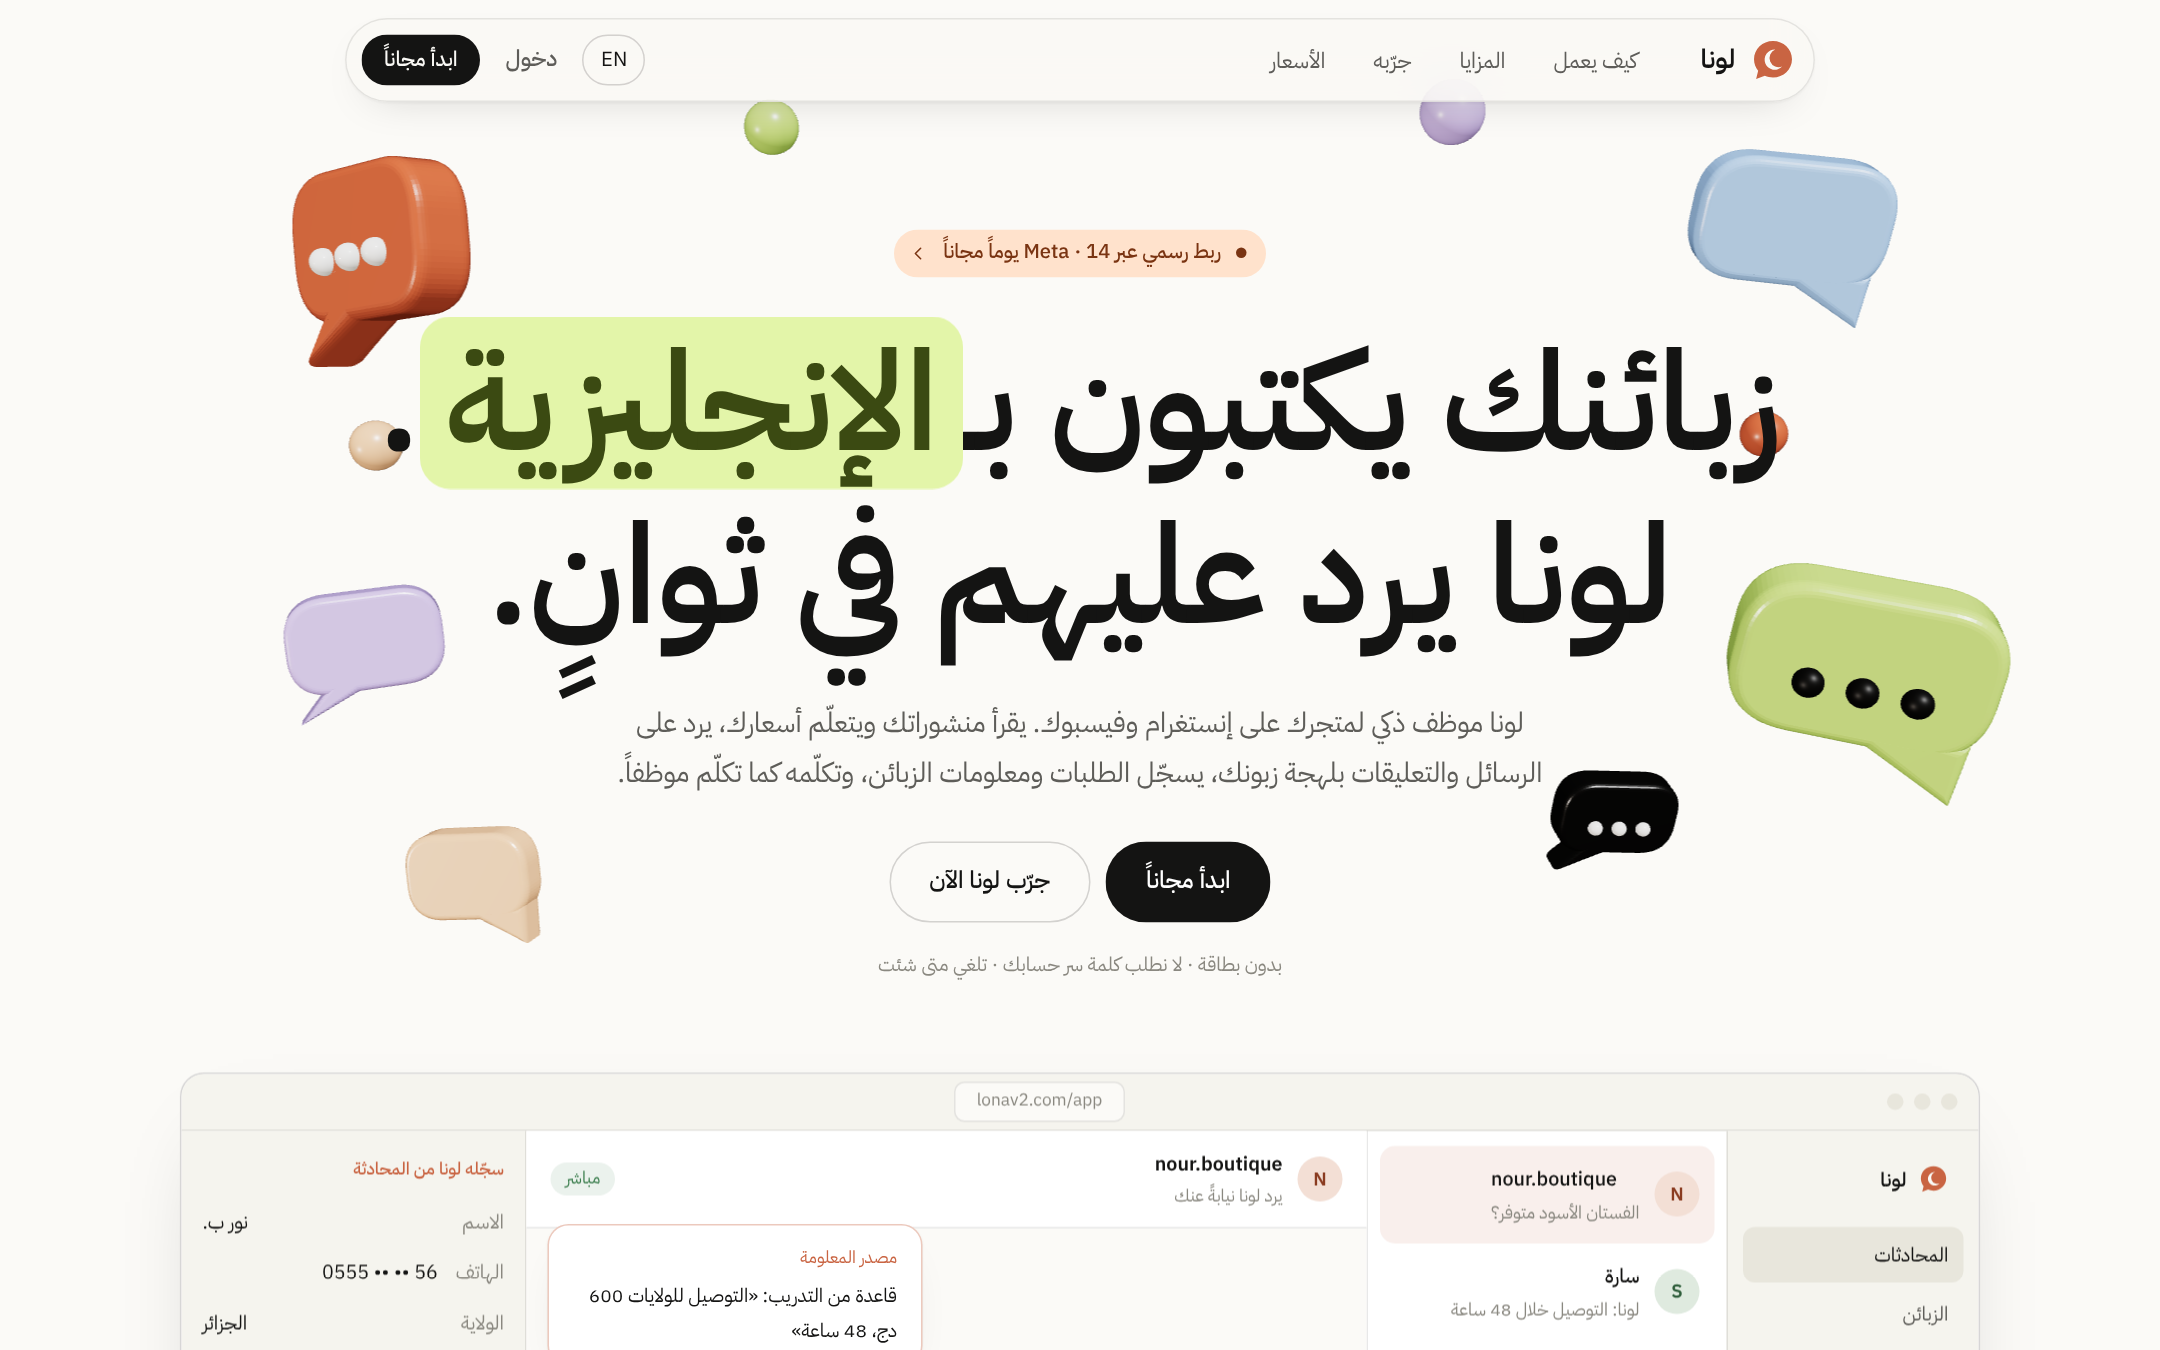 لونا
كيف يعمل
المزايا
جرّبه
الأسعار
EN
دخول
ابدأ مجاناً
ربط رسمي عبر Meta · 14 يوماً مجاناً
زبائنك يكتبون بـ الإنجليزية.
لونا يرد عليهم في ثوانٍ.
لونا موظف ذكي لمتجرك على إنستغرام وفيسبوك. يقرأ منشوراتك ويتعلّم أسعارك، يرد على
الرسائل والتعليقات بلهجة زبونك، يسجّل الطلبات ومعلومات الزبائن، وتكلّمه كما تكلّم موظفاً.
ابدأ مجاناً
جرّب لونا الآن
بدون بطاقة · لا نطلب كلمة سر حسابك · تلغي متى شئت
lonav2.com/app
لونا
المحادثات
الزبائن
N
nour.boutique
الفستان الأسود متوفر؟
S
سارة
لونا: التوصيل خلال 48 ساعة
N
nour.boutique
يرد لونا نيابةً عنك
مباشر
مصدر المعلومة
قاعدة من التدريب: «التوصيل للولايات 600
دج، 48 ساعة»
سجّله لونا من المحادثة
الاسم
نور ب.
الهاتف
0555 •• •• 56
الولاية
الجزائر